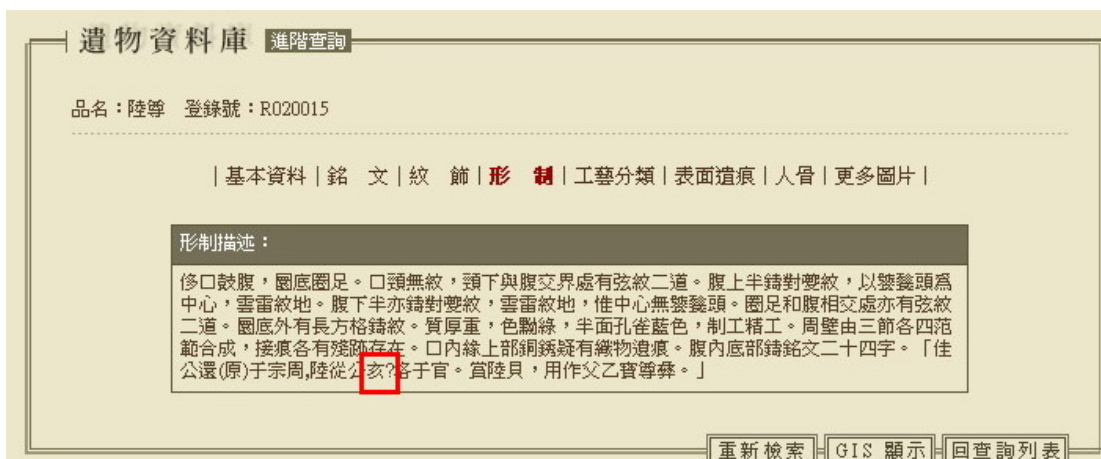 遺物資料庫 進階查詢
品名：陸尊 登錄號：R020015
|基本資料|銘 文|紋 飾|形 制|工藝分類|表面遺痕|人骨|更多圖片|
形制描述：
侈口鼓腹，圜底圈足。口頸無紋，頸下與腹交界處有弦紋二道。腹上半鑄對夔紋，以獸頭爲
中心，雲雷紋地。腹下半亦鑄對夔紋，雲雷紋地，惟中心無頭。圈足和腹相交處亦有弦紋
二道。圜底外有長方格鑄紋。質厚重，色黝綠，半面孔雀藍色，制工精工。周壁由三節各四范
範合成，接痕各有殘跡存在。口內緣上部銅銹疑有織物遺痕。腹內底部鑄銘文二十四字。「佳
公還(原)于宗周,陸從公亥?洛于官。賞陸貝，用作父乙寶尊彝。」
重新檢索 GIS 顯示 回查詢列表